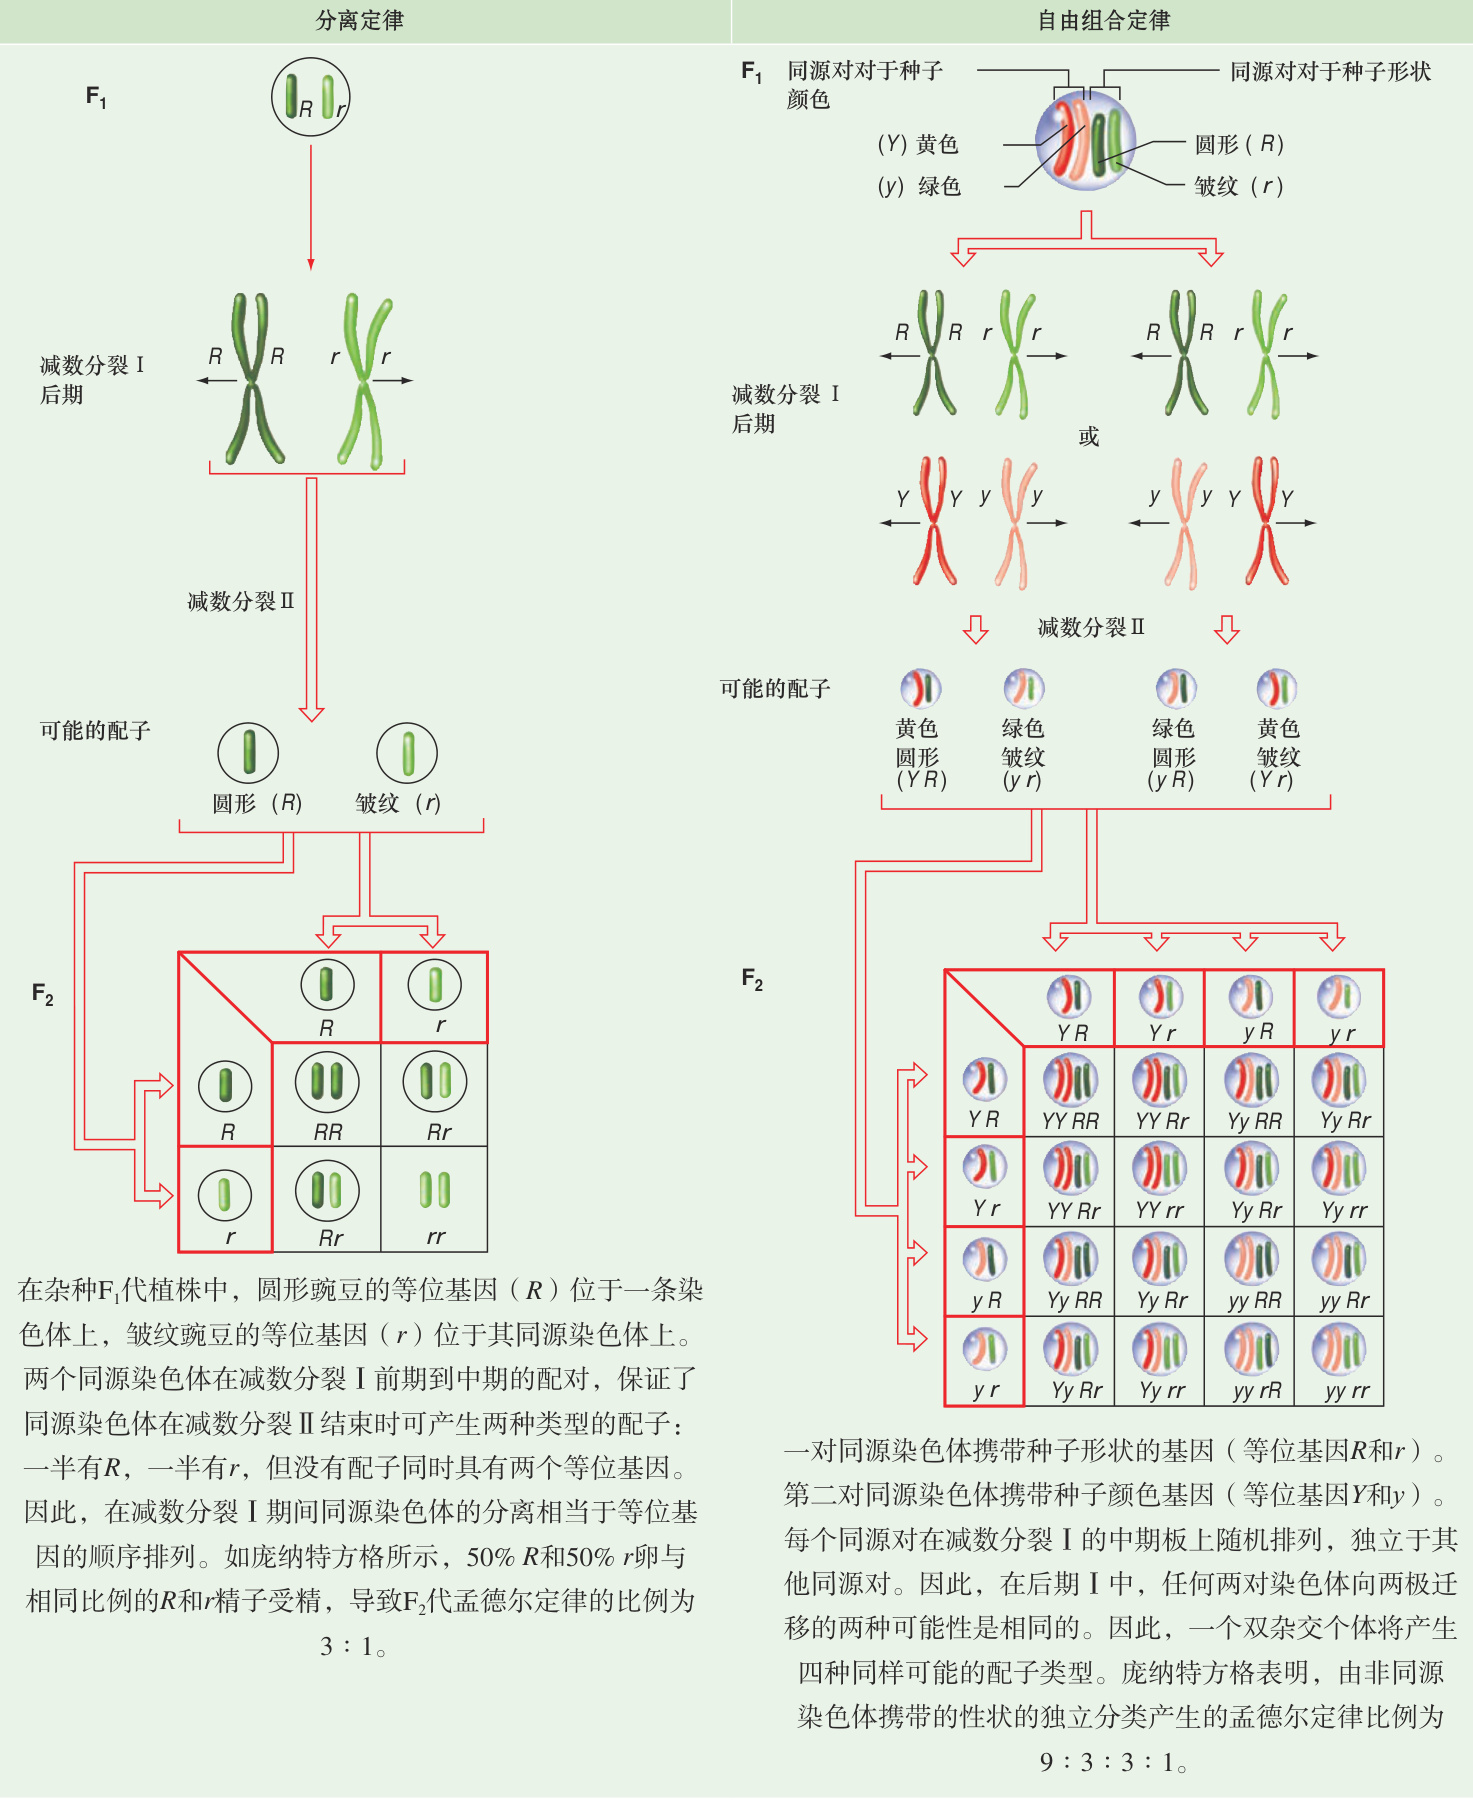 分离定律
F1
R r
减数分裂Ⅰ
后期
R R r r
减数分裂Ⅱ
可能的配子
圆形（R） 皱纹（r）
F2
R r
R RR Rr
r Rr rr
在杂种F1代植株中，圆形豌豆的等位基因（R）位于一条染
色体上，皱纹豌豆的等位基因（r）位于其同源染色体上。
两个同源染色体在减数分裂Ⅰ前期到中期的配对，保证了
同源染色体在减数分裂Ⅱ结束时可产生两种类型的配子：
一半有R，一半有r，但没有配子同时具有两个等位基因。
因此，在减数分裂Ⅰ期间同源染色体的分离相当于等位基
因的顺序排列。如庞纳特方格所示，50% R和50% r卵与
相同比例的R和r精子受精，导致F2代孟德尔定律的比例为
3∶1。
自由组合定律
F1
同源对对于种子
颜色
同源对对于种子形状
(Y) 黄色
(y) 绿色
圆形（R）
皱纹（r）
减数分裂Ⅰ
后期
R R r r R R r r
或
Y Y y y y y Y Y
减数分裂Ⅱ
可能的配子
黄色 绿色 绿色 黄色
圆形 皱纹 圆形 皱纹
(Y R) (y r) (y R) (Y r)
F2
Y R Y r y R y r
Y R YY RR YY Rr Yy RR Yy Rr
Y r YY Rr YY rr Yy Rr Yy rr
y R Yy RR Yy Rr yy RR yy Rr
y r Yy Rr Yy rr yy rR yy rr
一对同源染色体携带种子形状的基因（等位基因R和r）。
第二对同源染色体携带种子颜色基因（等位基因Y和y）。
每个同源对在减数分裂Ⅰ的中期板上随机排列，独立于其
他同源对。因此，在后期Ⅰ中，任何两对染色体向两极迁
移的两种可能性是相同的。因此，一个双杂交个体将产生
四种同样可能的配子类型。庞纳特方格表明，由非同源
染色体携带的性状的独立分类产生的孟德尔定律比例为
9∶3∶3∶1。